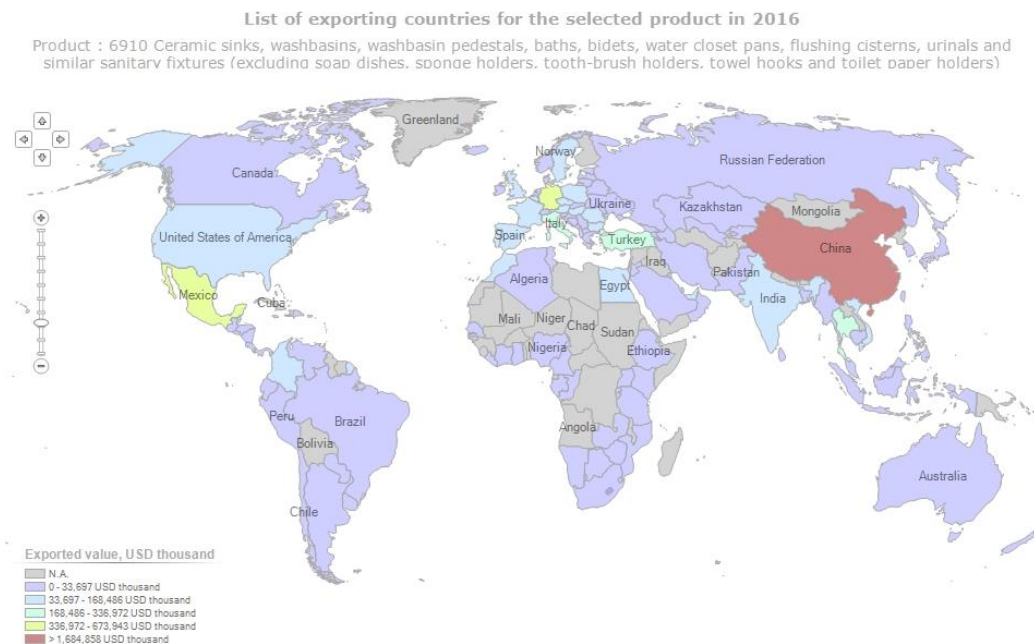 List of exporting countries for the selected product in 2016
Product : 6910 Ceramic sinks, washbasins, washbasin pedestals, baths, bidets, water closet pans, flushing cisterns, urinals and
similar sanitary fixtures (excluding soap dishes, sponge holders, tooth-brush holders, towel hooks and toilet paper holders)
Greenland
Norway
Russian Federation
Canada
Ukraine
Kazakhstan
Mongolia
United States of America
Spain
Italy
Turkey
China
Iraq
Pakistan
Algeria
Egypt
Mexico
Cuba
India
Mali
Niger
Chad
Sudan
Nigeria
Ethiopia
Peru
Brazil
Angola
Bolivia
Australia
Chile
Exported value, USD thousand
N.A.
0 - 33,697 USD thousand
33,697 - 168,486 USD thousand
168,486 - 336,972 USD thousand
336,972 - 673,943 USD thousand
> 1,684,858 USD thousand